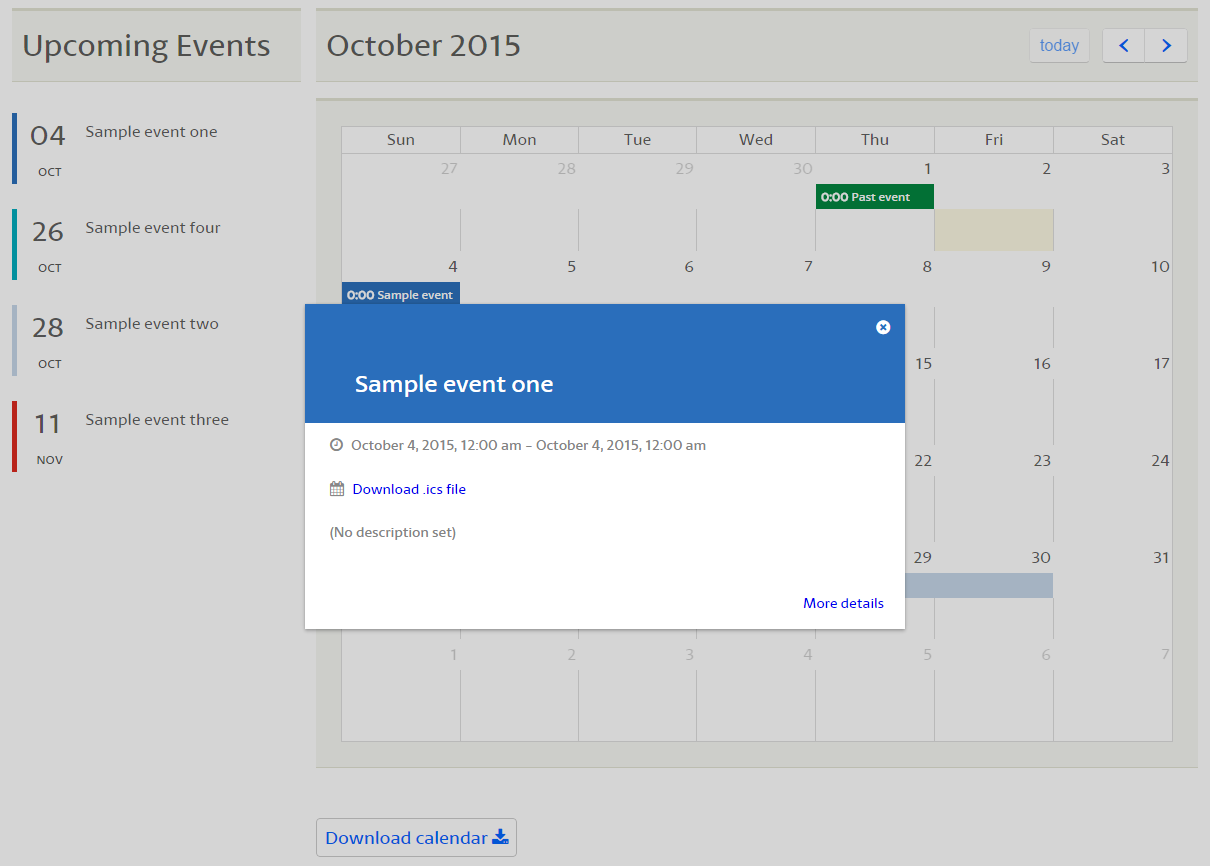 Upcoming Events
04 Sample event one
OCT
26 Sample event four
OCT
28 Sample event two
OCT
11 Sample event three
NOV
October 2015
today
Sun Mon Tue Wed Thu Fri Sat
27 28 29 30 1 2 3
0:00 Past event
4 5 6 7 8 9 10
0:00 Sample event
Sample event one
October 4, 2015, 12:00 am – October 4, 2015, 12:00 am
Download .ics file
(No description set)
More details
15 16 17
22 23 24
29 30 31
1 2 3 4 5 6 7
Download calendar